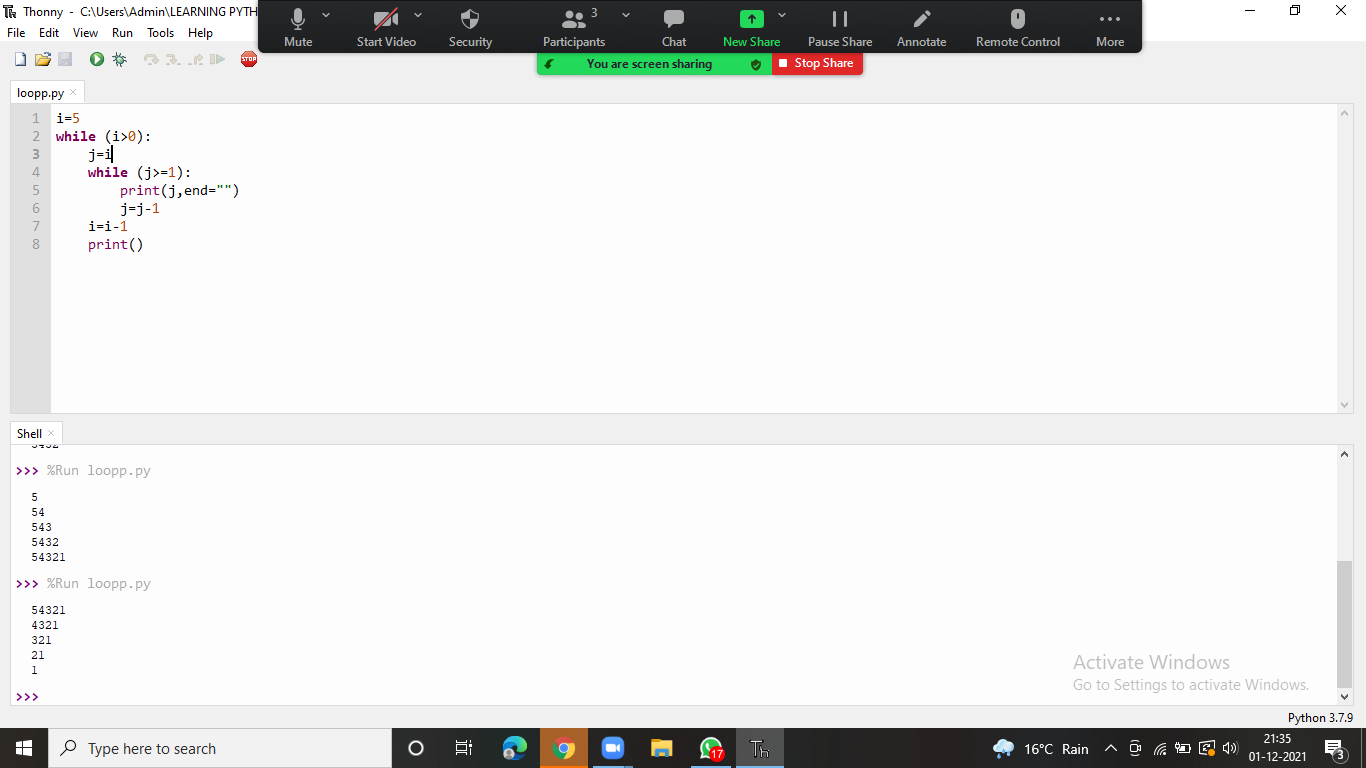 Thonny - C:\Users\Admin\LEARNING PYTH
File Edit View Run Tools Help
Mute
Start Video
Security
3
Participants
Chat
New Share
Pause Share
Annotate
Remote Control
More
You are screen sharing
Stop Share
STOP
loopp.py
1 i=5
2 while (i>0):
3     j=i
4     while (j>=1):
5         print(j,end="")
6         j=j-1
7     i=i-1
8     print()
Shell
5432
>>> %Run loopp.py
5
54
543
5432
54321
>>> %Run loopp.py
54321
4321
321
21
1
>>>
Activate Windows
Go to Settings to activate Windows.
Python 3.7.9
Type here to search
17
Th
16°C Rain
21:35
01-12-2021
3